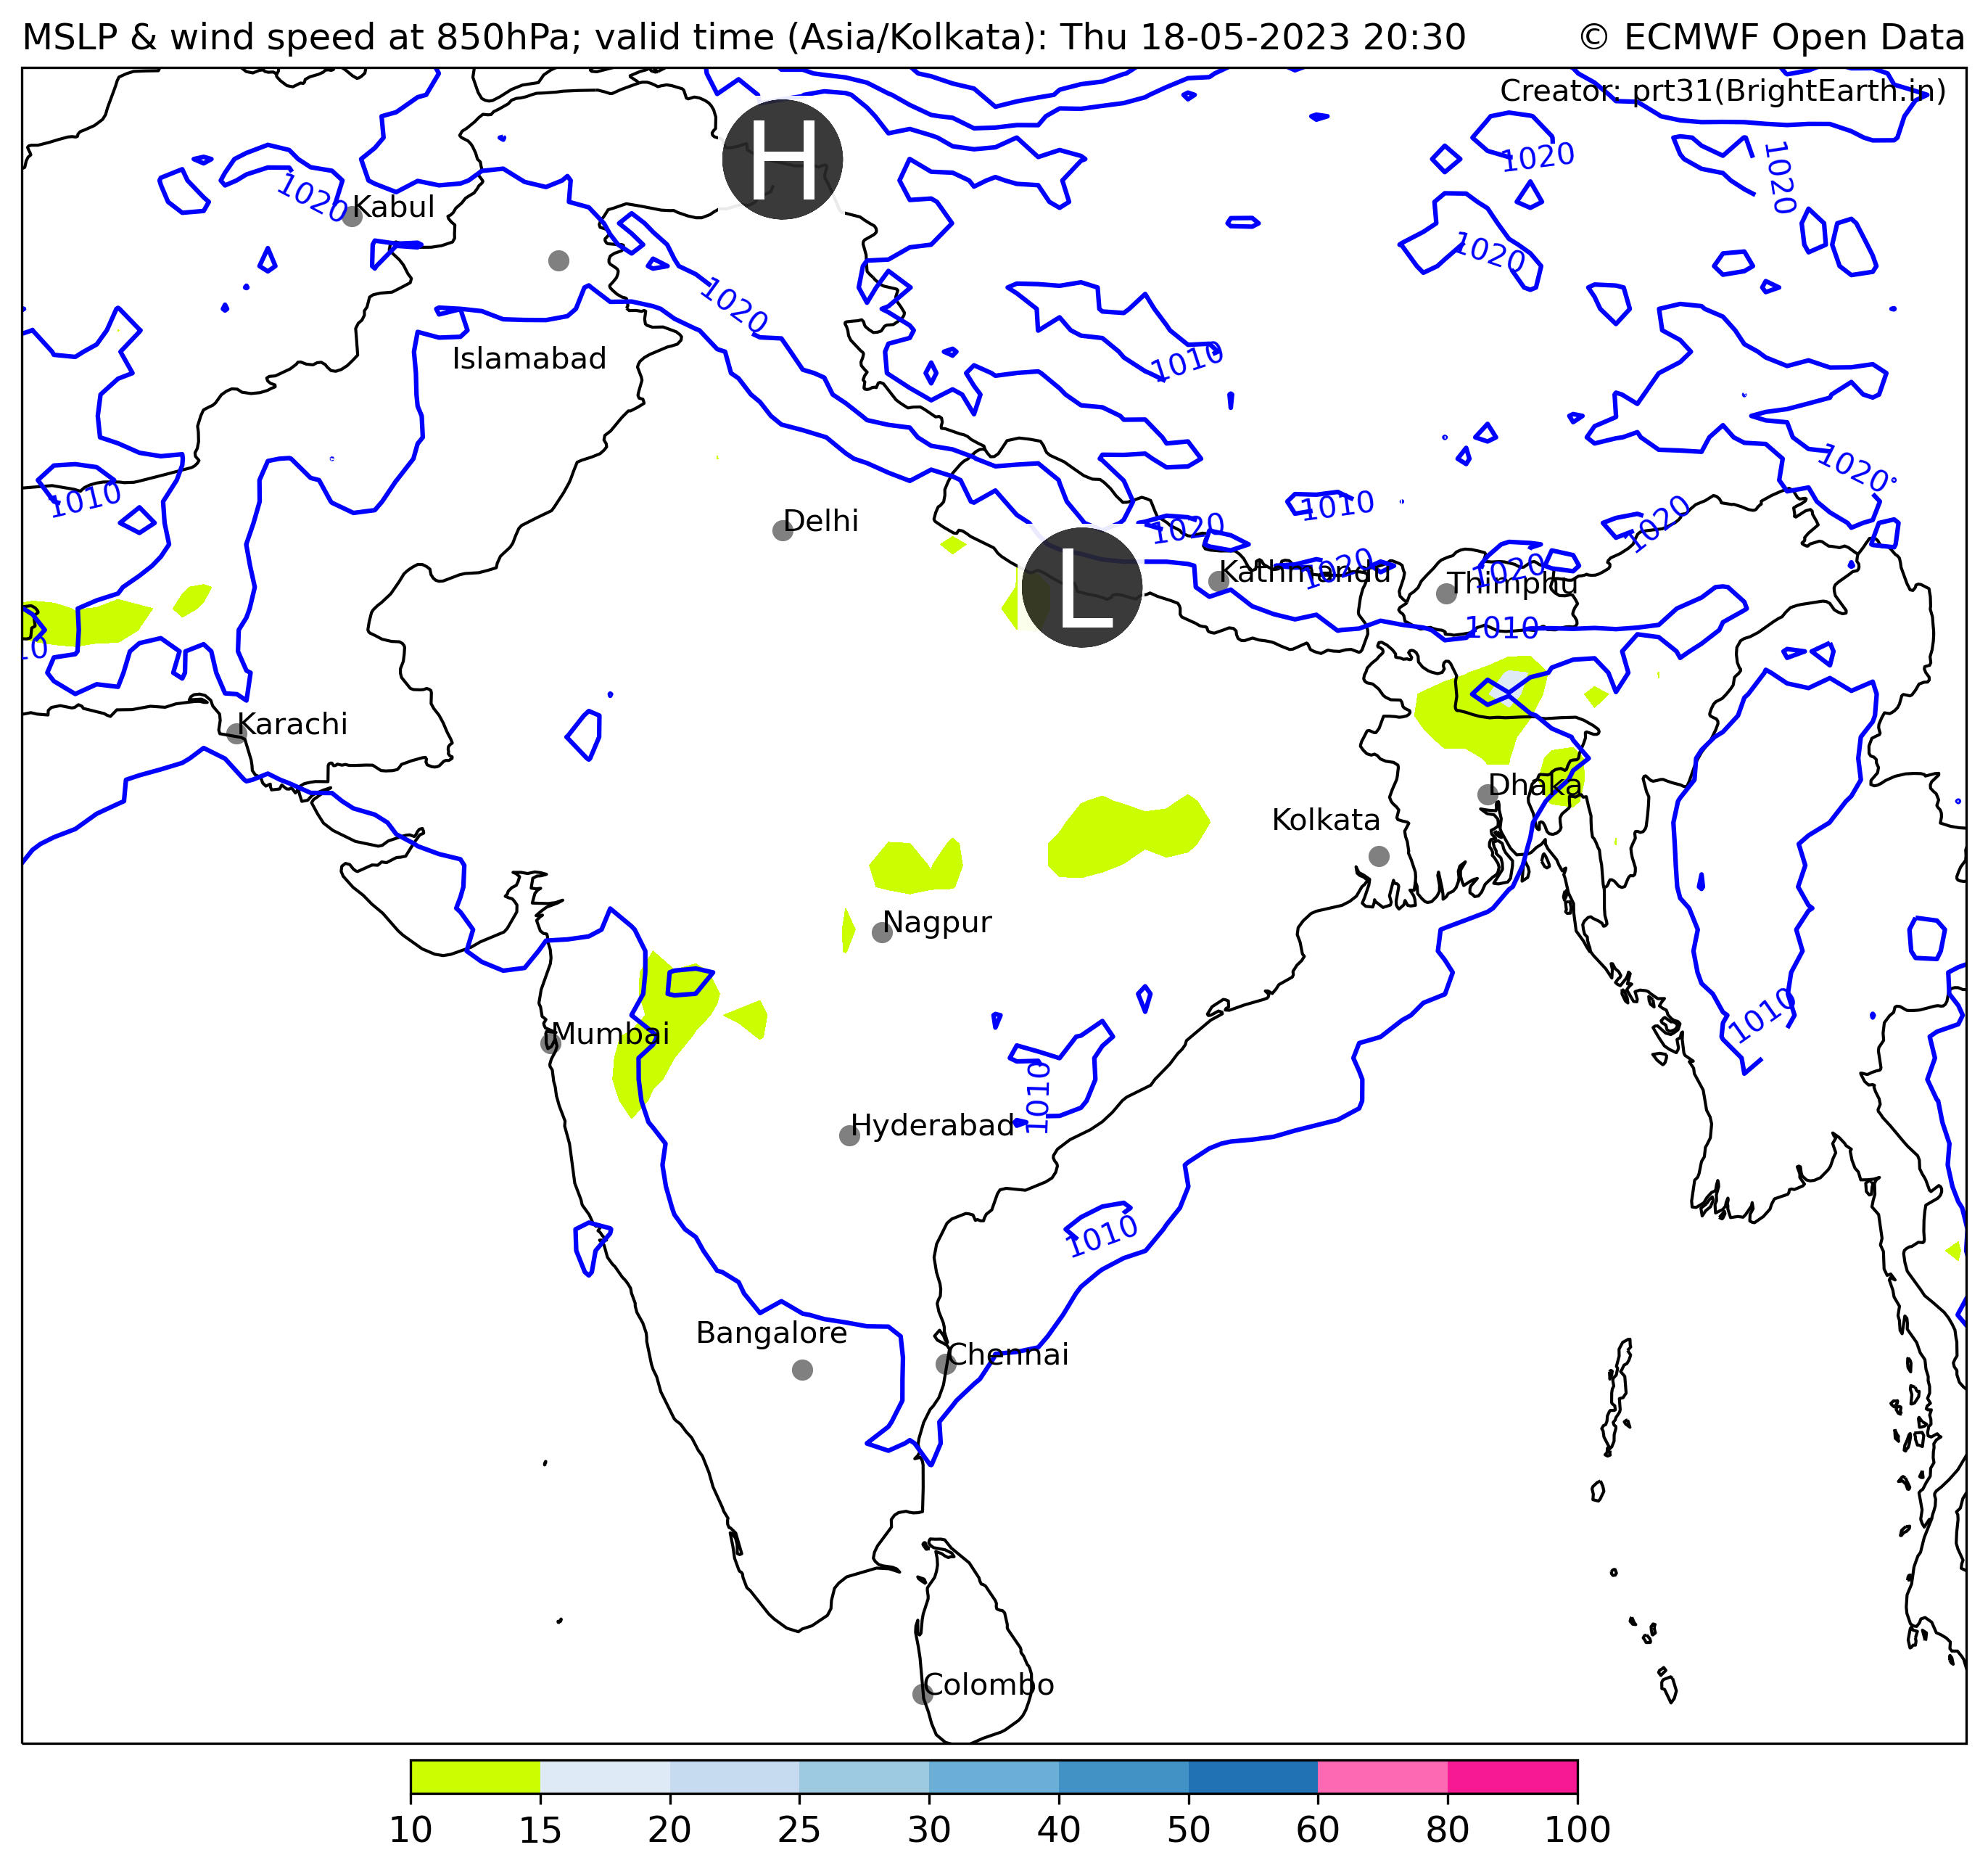 MSLP & wind speed at 850hPa; valid time (Asia/Kolkata): Thu 18-05-2023 20:30 © ECMWF Open Data
Creator: prt31(BrightEarth.in)
H
1020
1020
1020
Kabul
1020
1020
1010
Islamabad
1020
1010
1010
1020
1020
Delhi
1020
1020
1020
Kathmandu
Thimphu
L
1010
10
Karachi
Dhaka
Kolkata
Nagpur
1010
Mumbai
1010
Hyderabad
1010
Bangalore
Chennai
Colombo
10 15 20 25 30 40 50 60 80 100